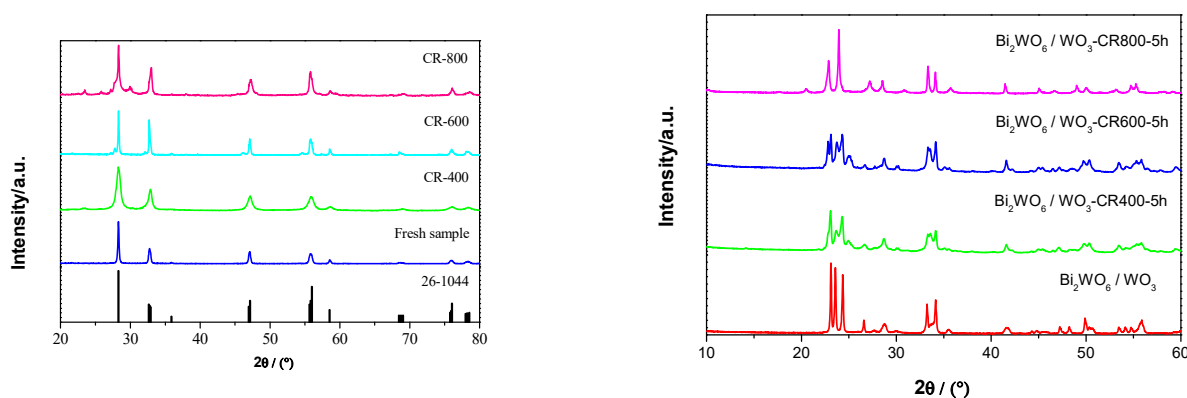 CR-800
CR-600
CR-400
Fresh sample
26-1044
Intensity/a.u.
20 30 40 50 60 70 80
2θ / (°)
Bi₂WO₆ / WO₃-CR800-5h
Bi₂WO₆ / WO₃-CR600-5h
Bi₂WO₆ / WO₃-CR400-5h
Bi₂WO₆ / WO₃
Intensity/a.u.
10 20 30 40 50 60
2θ / (°)